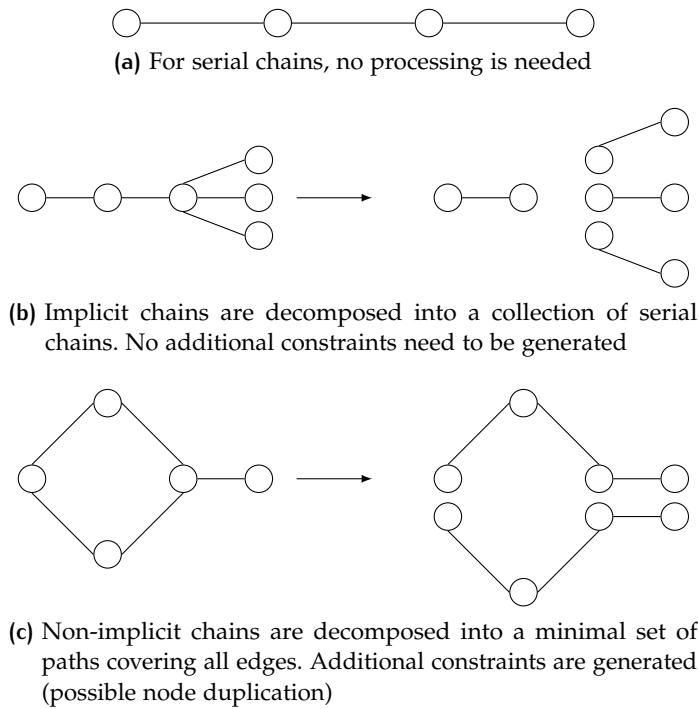 (a) For serial chains, no processing is needed
(b) Implicit chains are decomposed into a collection of serial
chains. No additional constraints need to be generated
(c) Non-implicit chains are decomposed into a minimal set of
paths covering all edges. Additional constraints are generated
(possible node duplication)